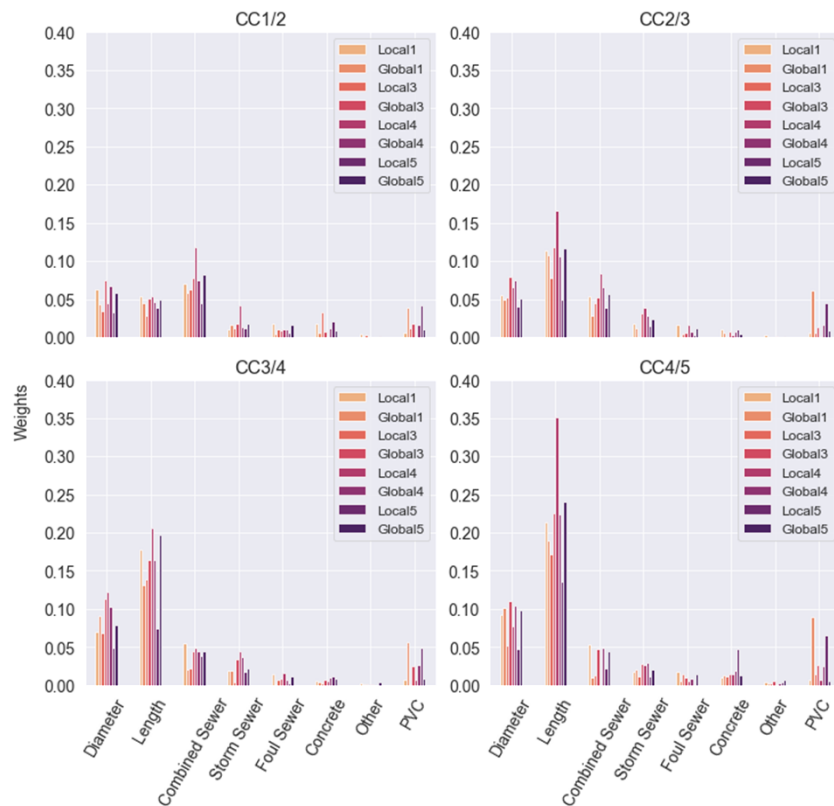 CC1/2
0.40
0.35
0.30
0.25
0.20
0.15
0.10
0.05
0.00
Local1
Global1
Local3
Global3
Local4
Global4
Local5
Global5
CC2/3
0.40
0.35
0.30
0.25
0.20
0.15
0.10
0.05
0.00
Local1
Global1
Local3
Global3
Local4
Global4
Local5
Global5
Weights
CC3/4
0.40
0.35
0.30
0.25
0.20
0.15
0.10
0.05
0.00
Local1
Global1
Local3
Global3
Local4
Global4
Local5
Global5
Diameter
Length
Combined Sewer
Storm Sewer
Foul Sewer
Concrete
Other
PVC
CC4/5
0.40
0.35
0.30
0.25
0.20
0.15
0.10
0.05
0.00
Local1
Global1
Local3
Global3
Local4
Global4
Local5
Global5
Diameter
Length
Combined Sewer
Storm Sewer
Foul Sewer
Concrete
Other
PVC